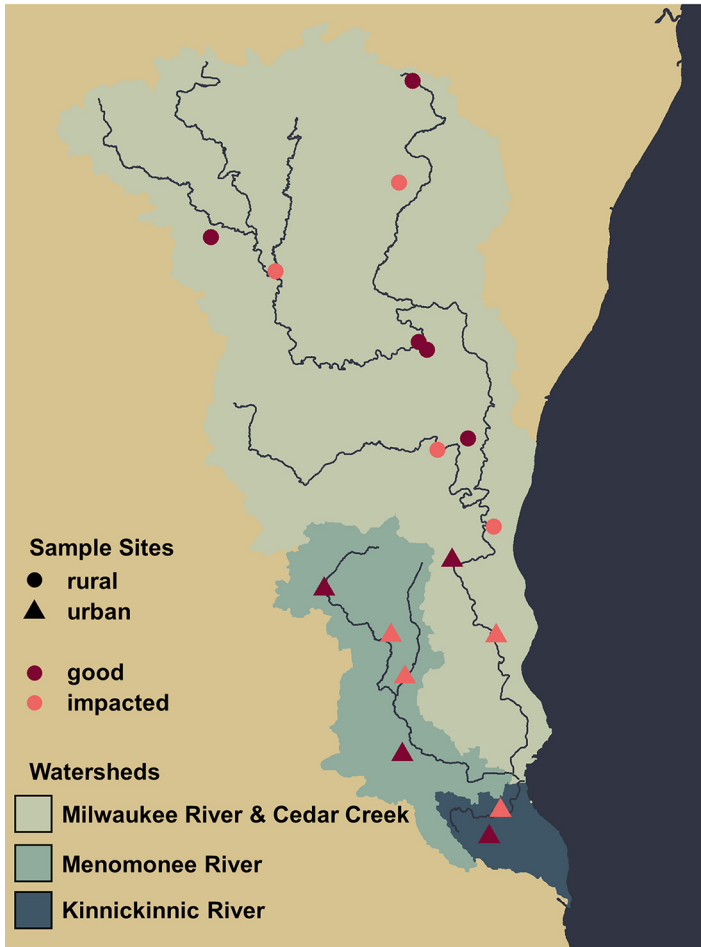 Sample Sites
rural
urban
good
impacted
Watersheds
Milwaukee River & Cedar Creek
Menomonee River
Kinnickinnic River